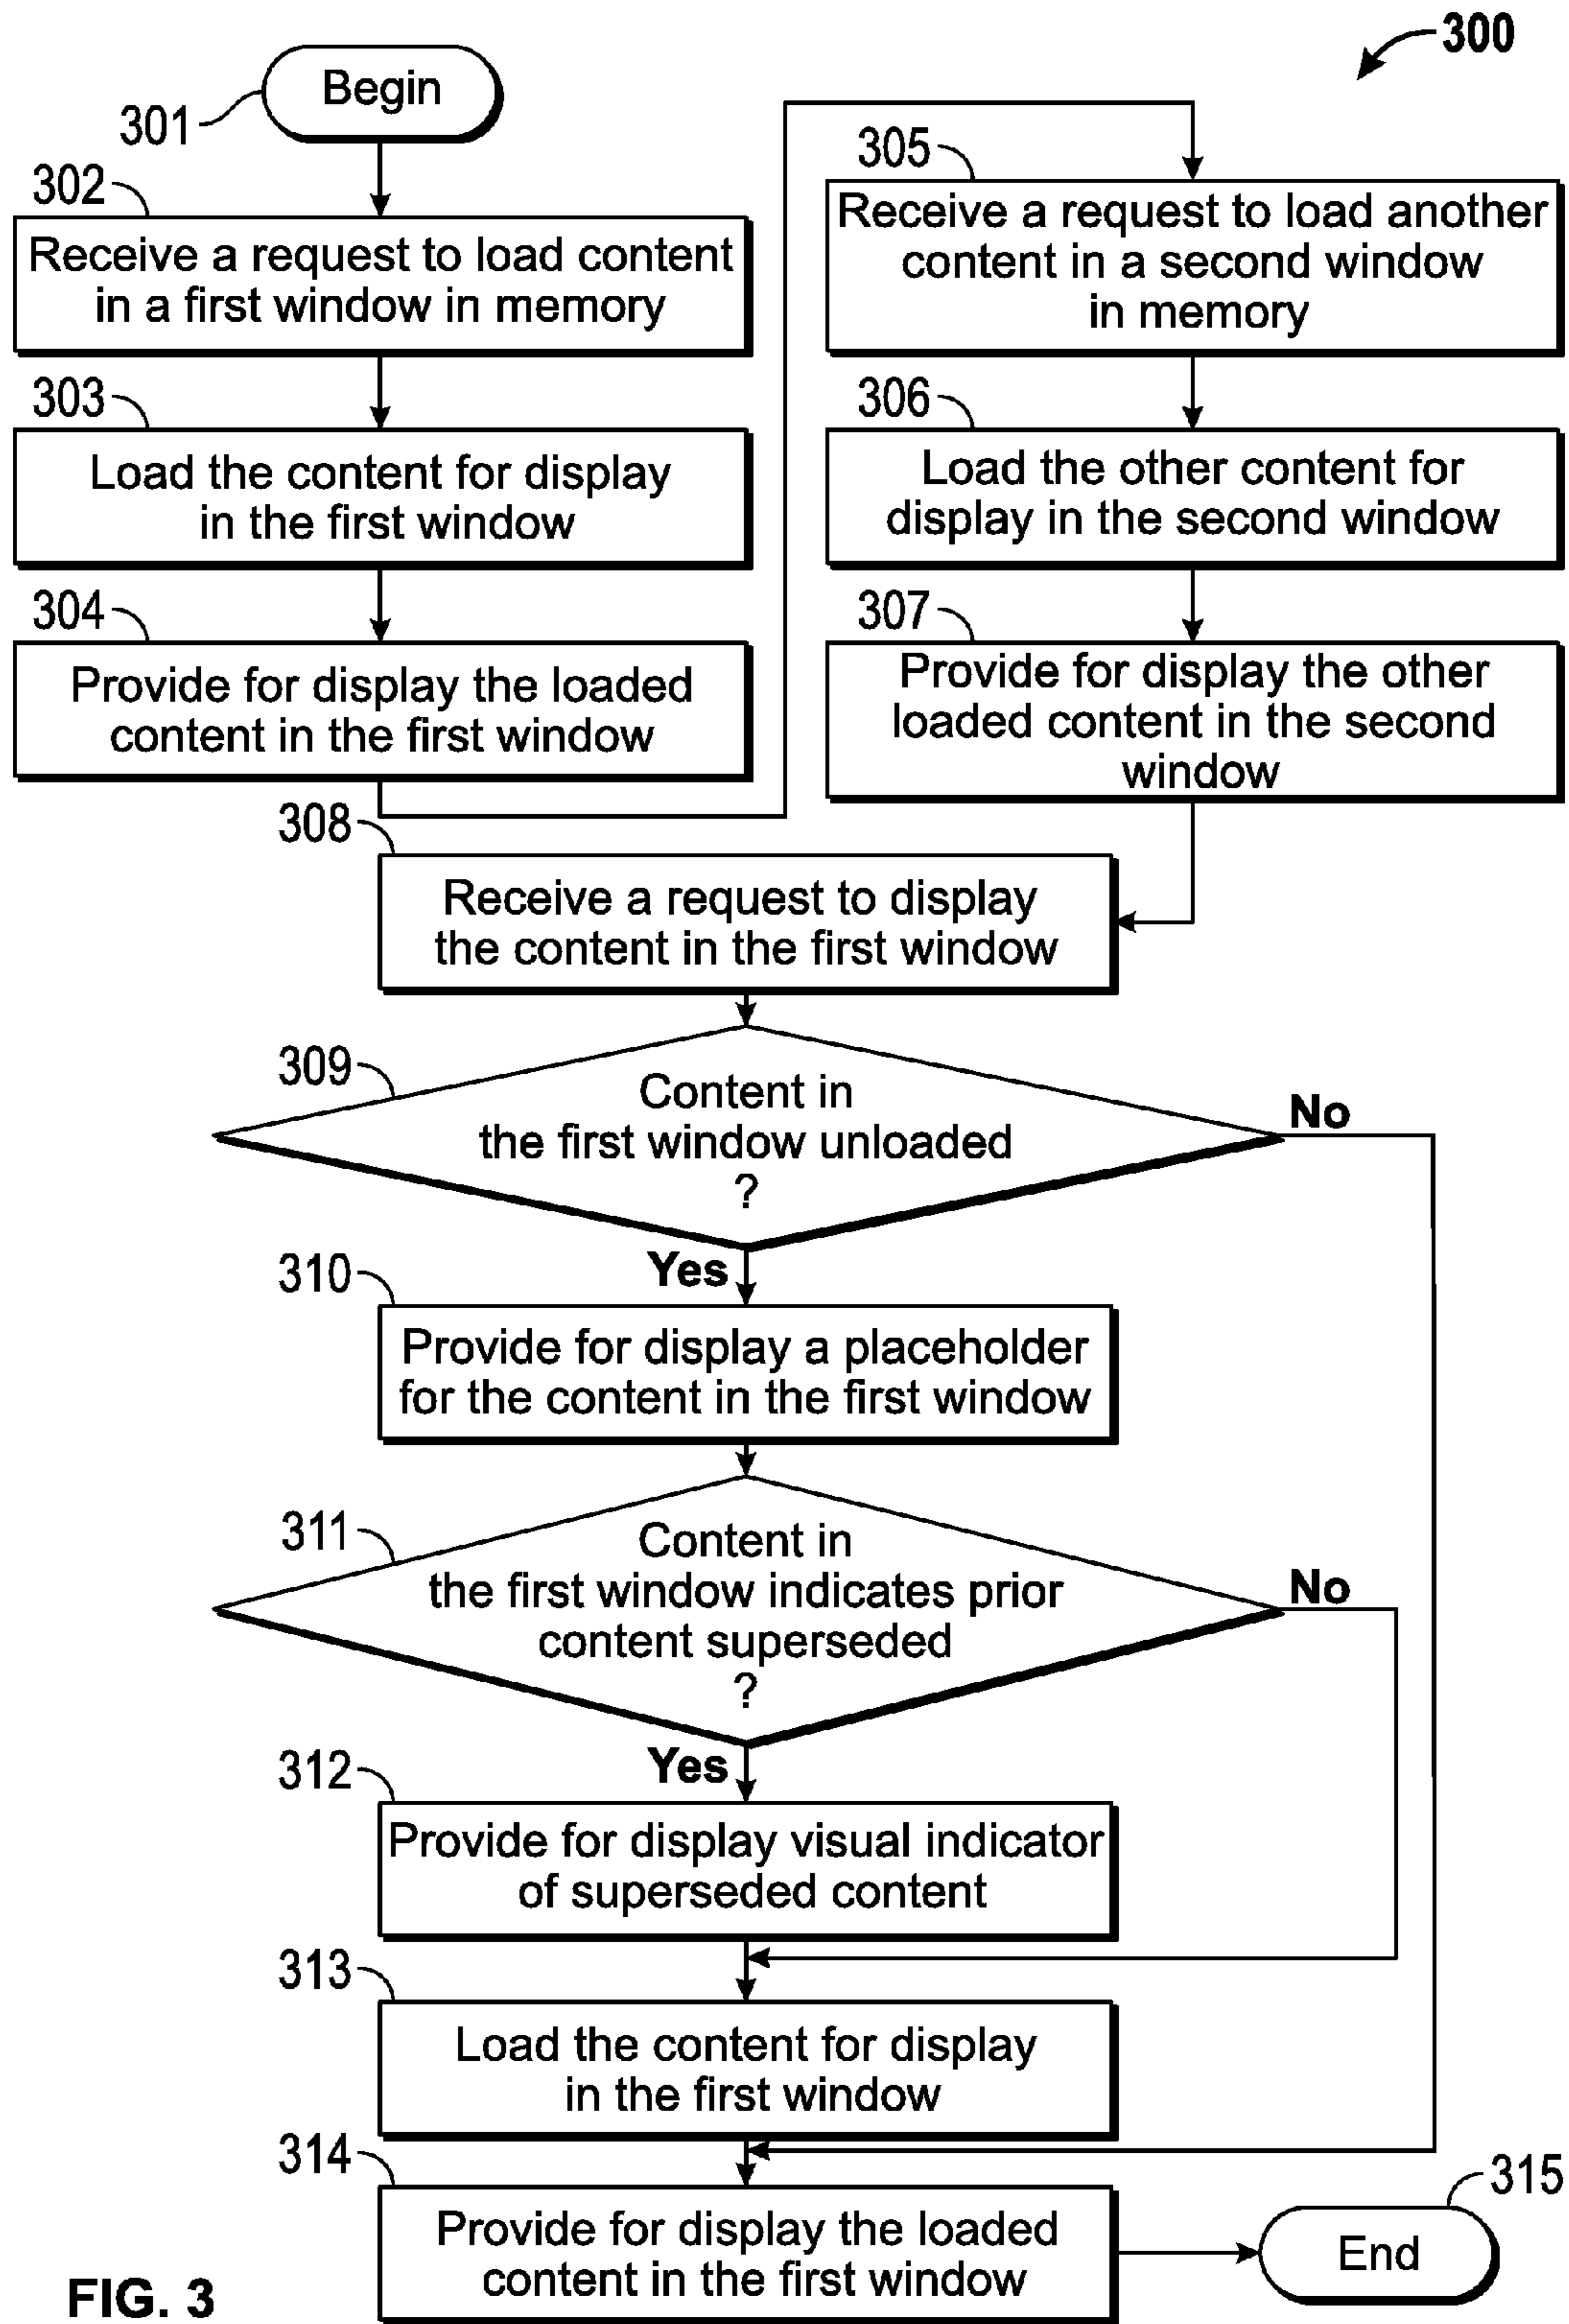 300
301
Begin
302
Receive a request to load content
in a first window in memory
303
Load the content for display
in the first window
304
Provide for display the loaded
content in the first window
305
Receive a request to load another
content in a second window
in memory
306
Load the other content for
display in the second window
307
Provide for display the other
loaded content in the second
window
308
Receive a request to display
the content in the first window
309
Content in
the first window unloaded
?
No
Yes
310
Provide for display a placeholder
for the content in the first window
311
Content in
the first window indicates prior
content superseded
?
No
Yes
312
Provide for display visual indicator
of superseded content
313
Load the content for display
in the first window
314
Provide for display the loaded
content in the first window
315
End
FIG. 3